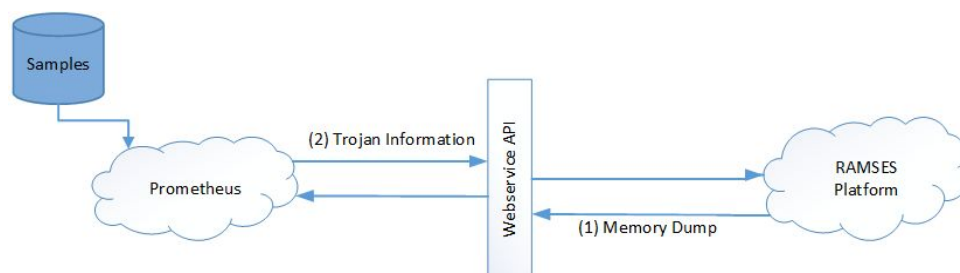 Samples
(2) Trojan Information
Prometheus
Webservice API
RAMSES
Platform
(1) Memory Dump